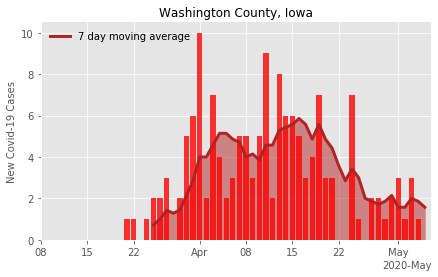 Washington County, Iowa
7 day moving average
New Covid-19 Cases
10
8
6
4
2
0
08 15 22 Apr 08 15 22 May
2020-May